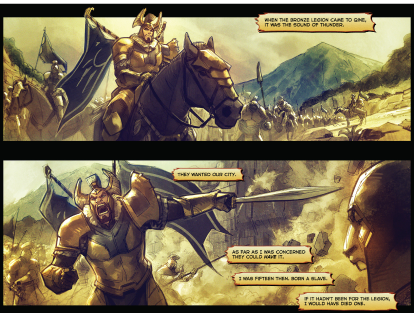 WHEN THE BRONZE LEGION CAME TO QINE,
IT WAS THE SOUND OF THUNDER.
THEY WANTED OUR CITY.
AS FAR AS I WAS CONCERNED
THEY COULD HAVE IT.
I WAS FIFTEEN THEN. BORN A SLAVE.
IF IT HADN'T BEEN FOR THE LEGION,
I WOULD HAVE DIED ONE.